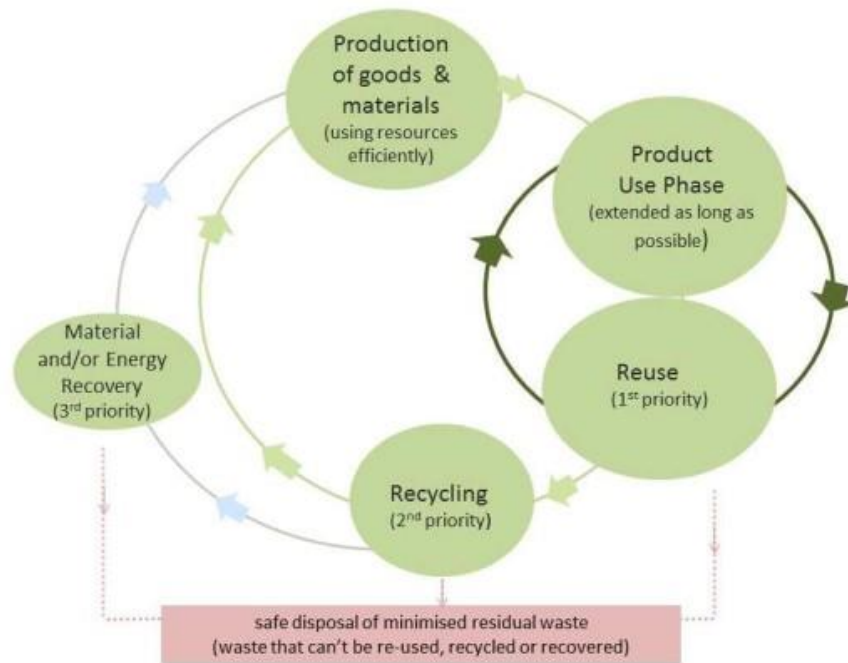 Production
of goods &
materials
(using resources
efficiently)
Product
Use Phase
(extended as long as
possible)
Material
and/or Energy
Recovery
(3rd priority)
Reuse
(1st priority)
Recycling
(2nd priority)
safe disposal of minimised residual waste
(waste that can't be re-used, recycled or recovered)